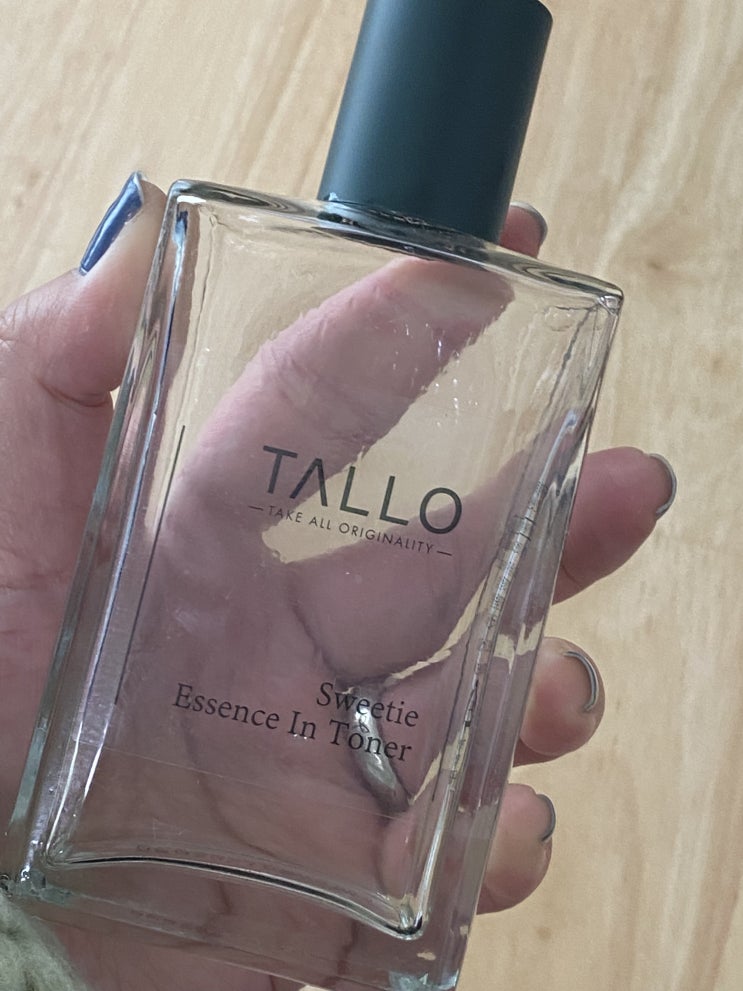 TALLO
TAKE ALL ORIGINALITY
Sweetie
Essence In Toner